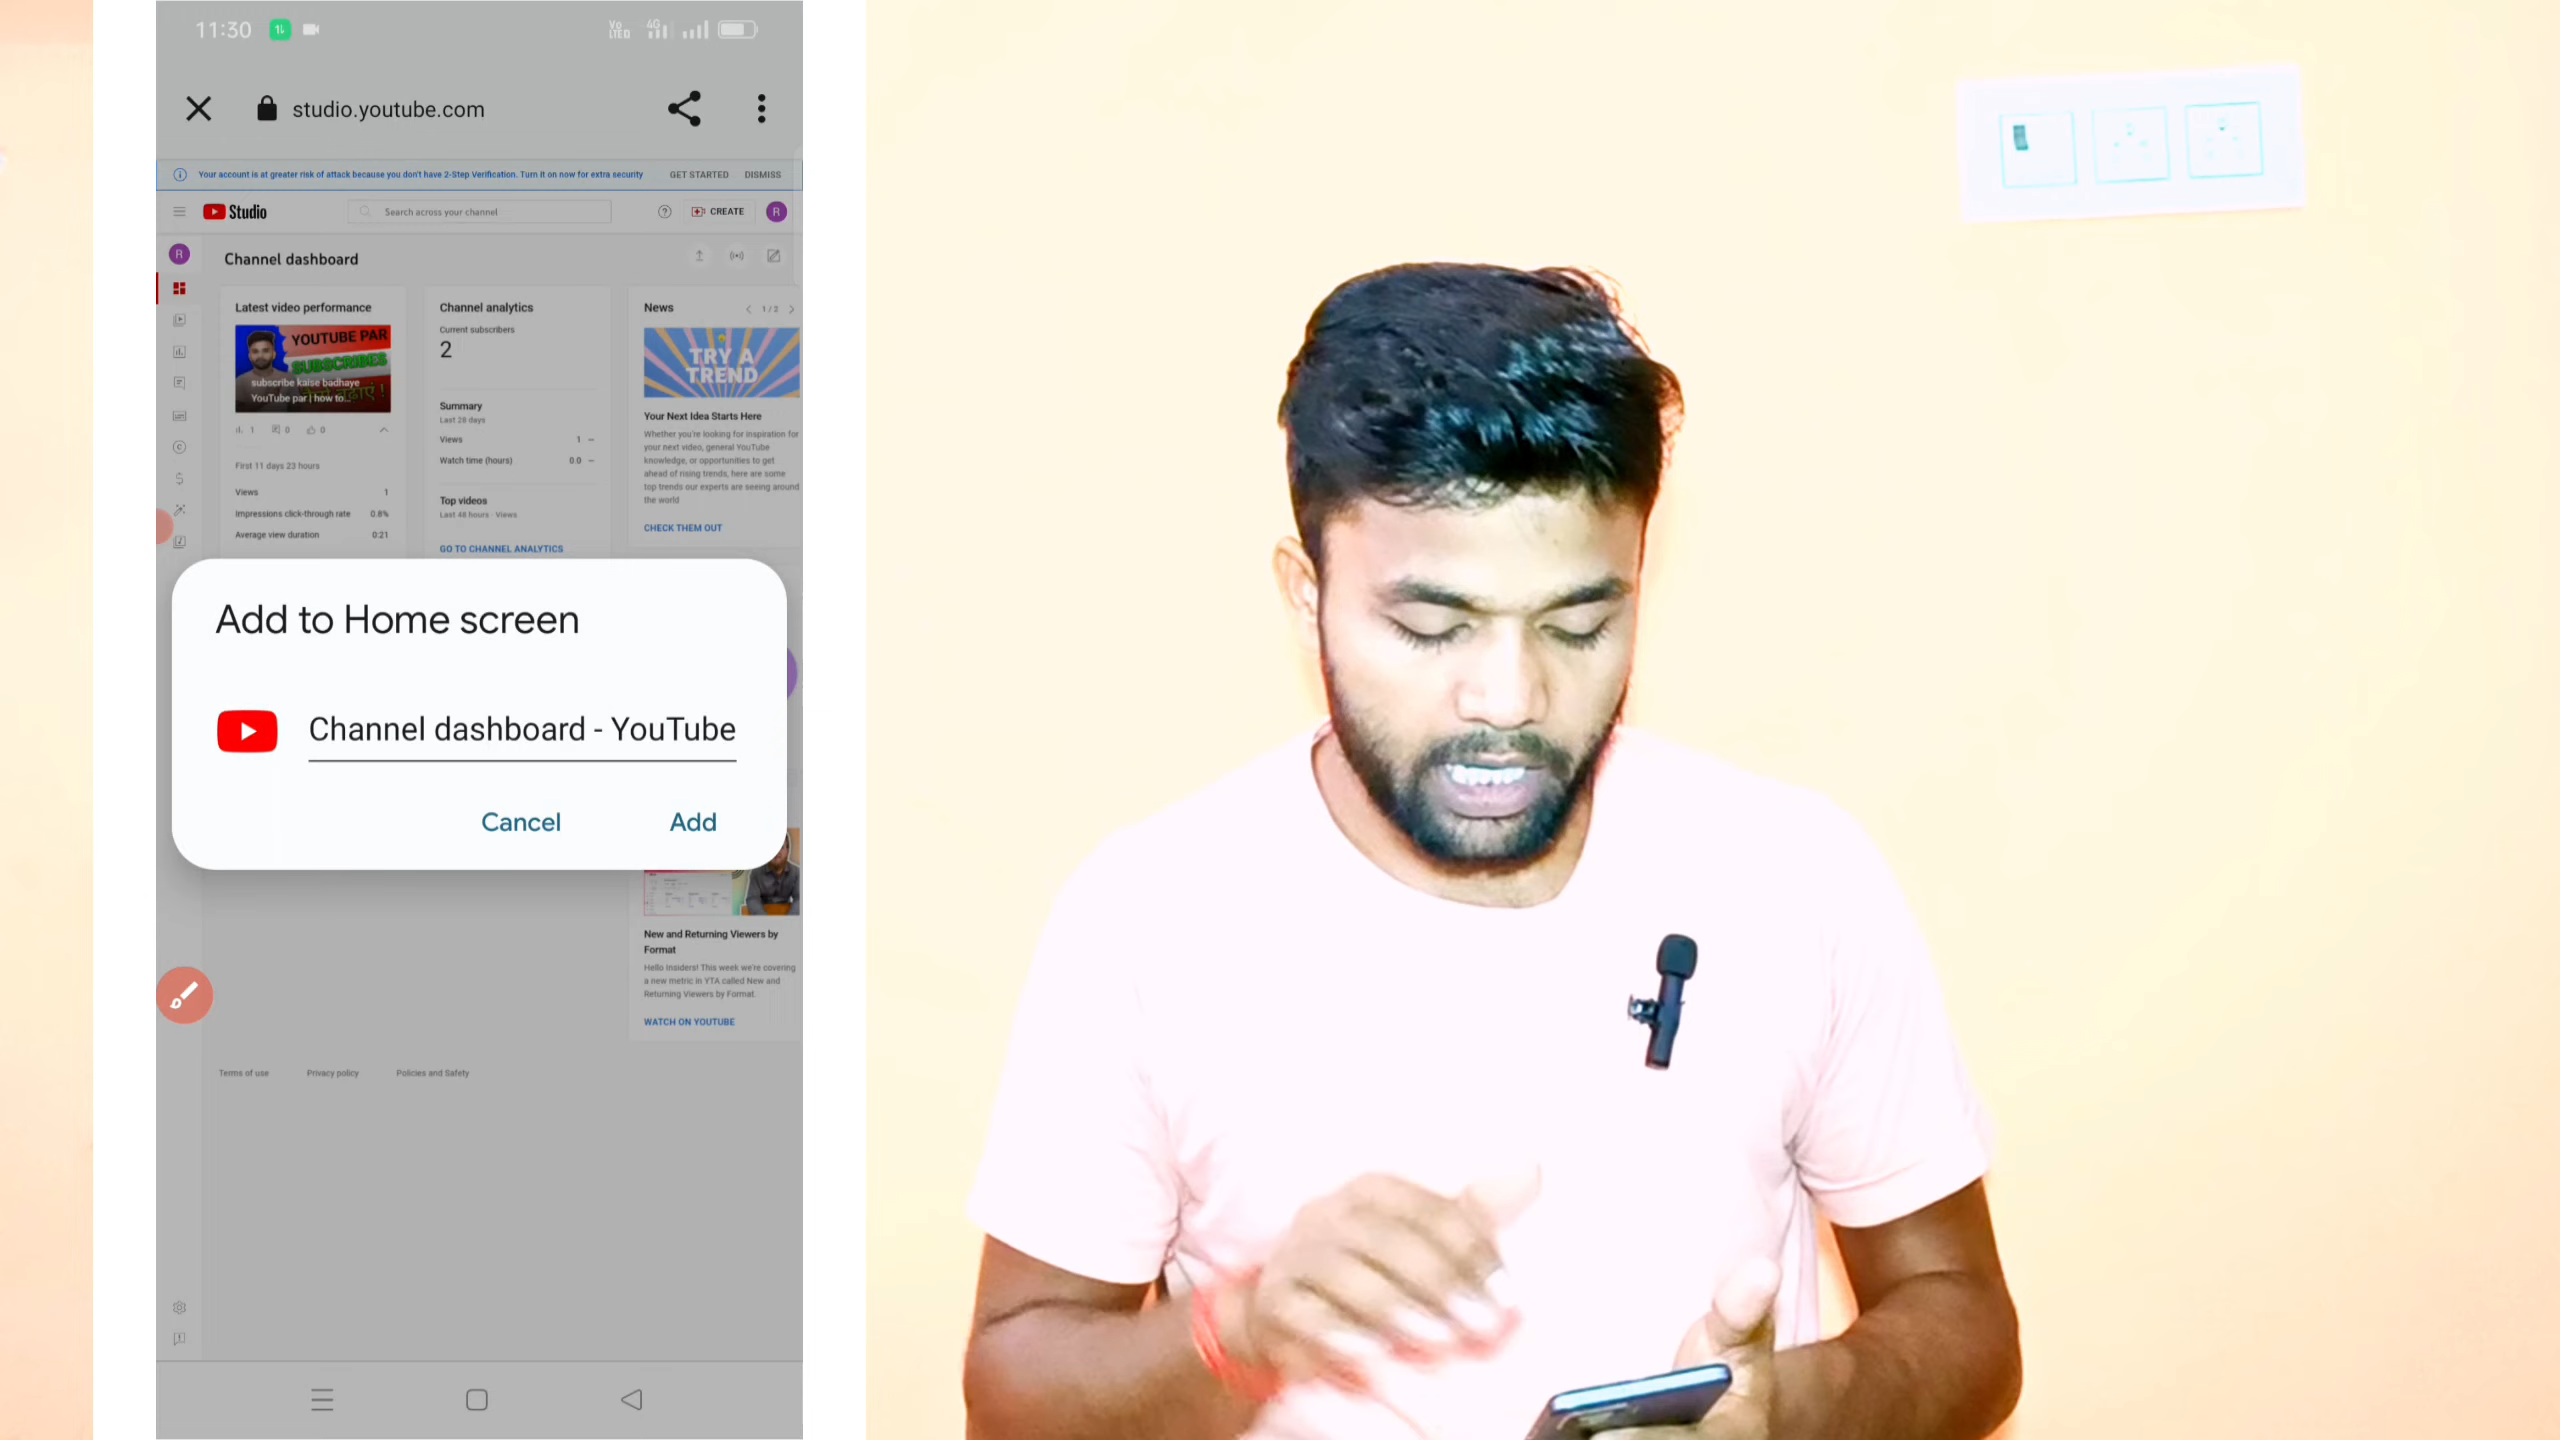 11:30
Vo LTED 4G
studio.youtube.com
Your account is at greater risk of attack because you don't have 2-Step Verification. Turn it on now for extra security GET STARTED DISMISS
Studio
Search across your channel
CREATE
R
R
Channel dashboard
Latest video performance
YOUTUBE PAR
SUBSCRIBES
subscribe kaise badhaye
YouTube par | how to...
1 0 0
First 11 days 23 hours
Views 1
Impressions click-through rate 0.8%
Average view duration 0:21
Channel analytics
Current subscribers
2
Summary
Last 28 days
Views 1 —
Watch time (hours) 0.0 —
Top videos
Last 48 hours · Views
GO TO CHANNEL ANALYTICS
News
1 / 2
TRY A
TREND
Your Next Idea Starts Here
Whether you're looking for inspiration for
your next video, general YouTube
knowledge, or opportunities to get
ahead of rising trends, here are some
top trends our experts are seeing around
the world
CHECK THEM OUT
Add to Home screen
Channel dashboard - YouTube
Cancel Add
New and Returning Viewers by
Format
Hello Insiders! This week we're covering
a new metric in YTA called New and
Returning Viewers by Format.
WATCH ON YOUTUBE
Terms of use Privacy policy Policies and Safety